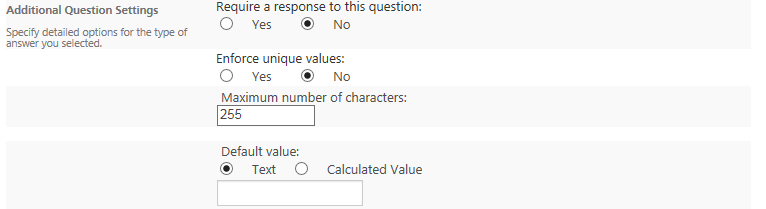 Additional Question Settings
Specify detailed options for the type of
answer you selected.
Require a response to this question:
Yes No
Enforce unique values:
Yes No
Maximum number of characters:
255
Default value:
Text Calculated Value